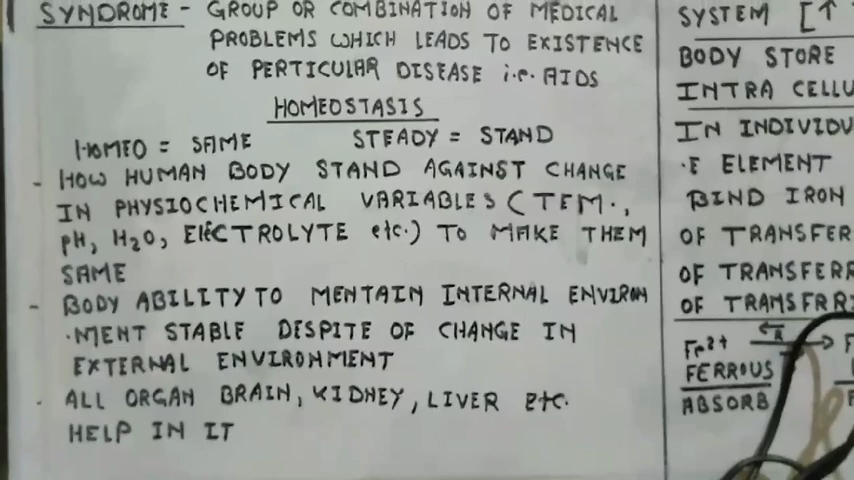 SYNDROME - GROUP OR COMBINATION OF MEDICAL
PROBLEMS WHICH LEADS TO EXISTENCE
OF PERTICULAR DISEASE i.e. AIDS
HOMEOSTASIS
HOMEO = SAME STEADY = STAND
- HOW HUMAN BODY STAND AGAINST CHANGE
IN PHYSIOCHEMICAL VARIABLES (TEM.,
pH, H2O, ElECTROLYTE etc.) TO MAKE THEM
SAME
- BODY ABILITY TO MENTAIN INTERNAL ENVIRON
.MENT STABLE DESPITE OF CHANGE IN
EXTERNAL ENVIRONMENT
- ALL ORGAN BRAIN, KIDNEY, LIVER etc.
HELP IN IT
SYSTEM [↑
BODY STORE
INTRA CELLU
IN INDIVIDU
.E ELEMENT
BIND IRON
OF TRANSFER
OF TRANSFERR
OF TRANSFRRI
Fe2+
FERROUS
ABSORB